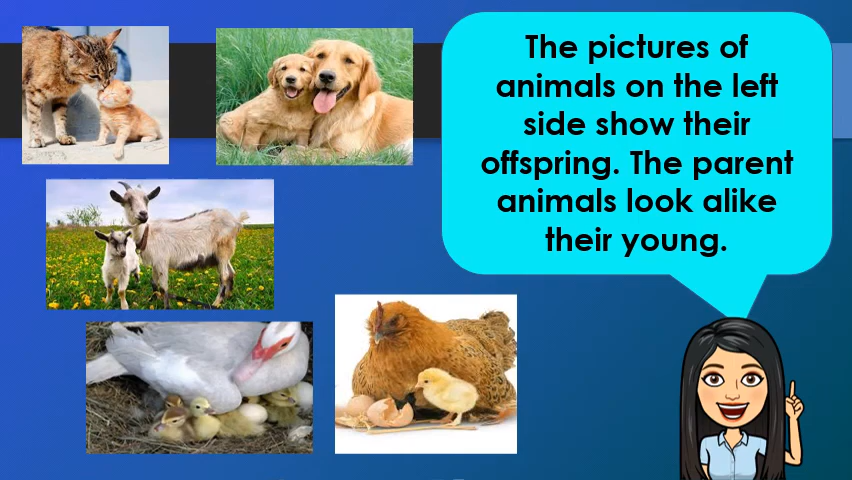 The pictures of
animals on the left
side show their
offspring. The parent
animals look alike
their young.